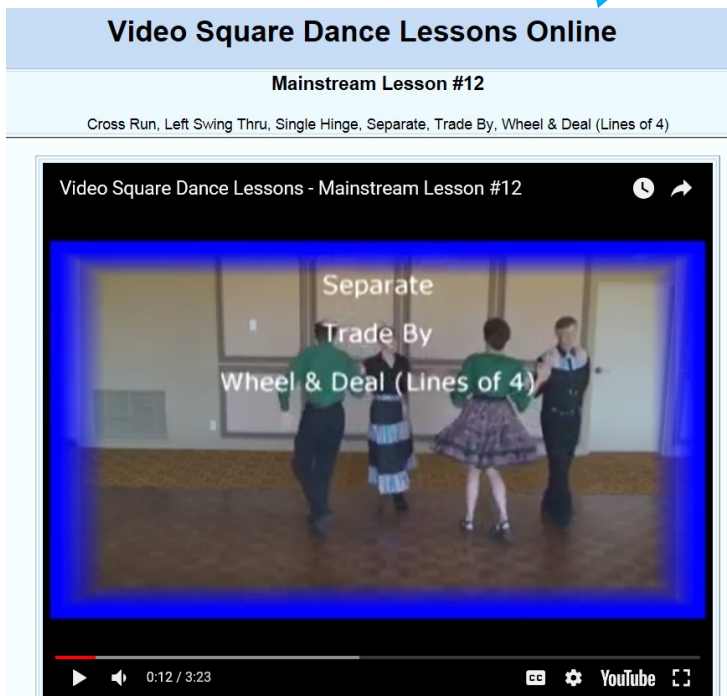 Video Square Dance Lessons Online
Mainstream Lesson #12
Cross Run, Left Swing Thru, Single Hinge, Separate, Trade By, Wheel & Deal (Lines of 4)
Video Square Dance Lessons - Mainstream Lesson #12
Separate
Trade By
Wheel & Deal (Lines of 4)
0:12 / 3:23
CC
YouTube